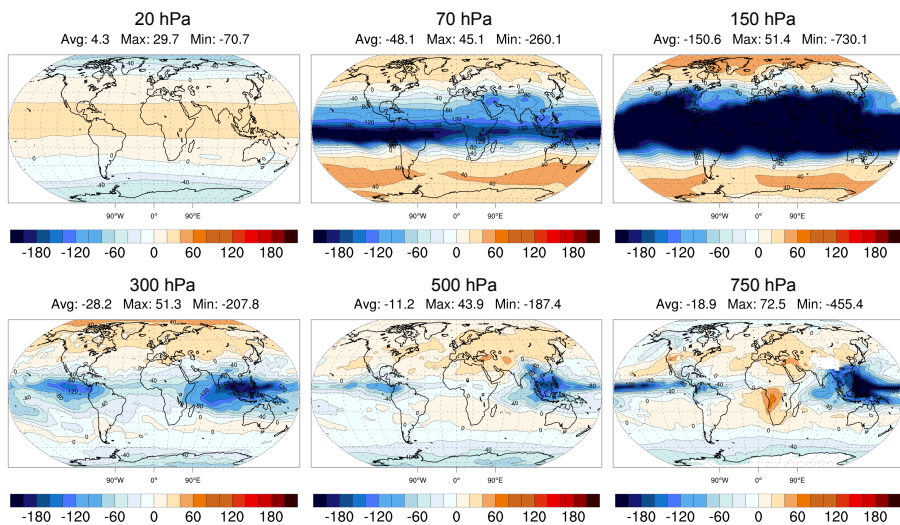 20 hPa
Avg: 4.3 Max: 29.7 Min: -70.7
90°W 0° 90°E
-180 -120 -60 0 60 120 180
70 hPa
Avg: -48.1 Max: 45.1 Min: -260.1
90°W 0° 90°E
-180 -120 -60 0 60 120 180
150 hPa
Avg: -150.6 Max: 51.4 Min: -730.1
90°W 0° 90°E
-180 -120 -60 0 60 120 180
300 hPa
Avg: -28.2 Max: 51.3 Min: -207.8
90°W 0° 90°E
-180 -120 -60 0 60 120 180
500 hPa
Avg: -11.2 Max: 43.9 Min: -187.4
90°W 0° 90°E
-180 -120 -60 0 60 120 180
750 hPa
Avg: -18.9 Max: 72.5 Min: -455.4
90°W 0° 90°E
-180 -120 -60 0 60 120 180